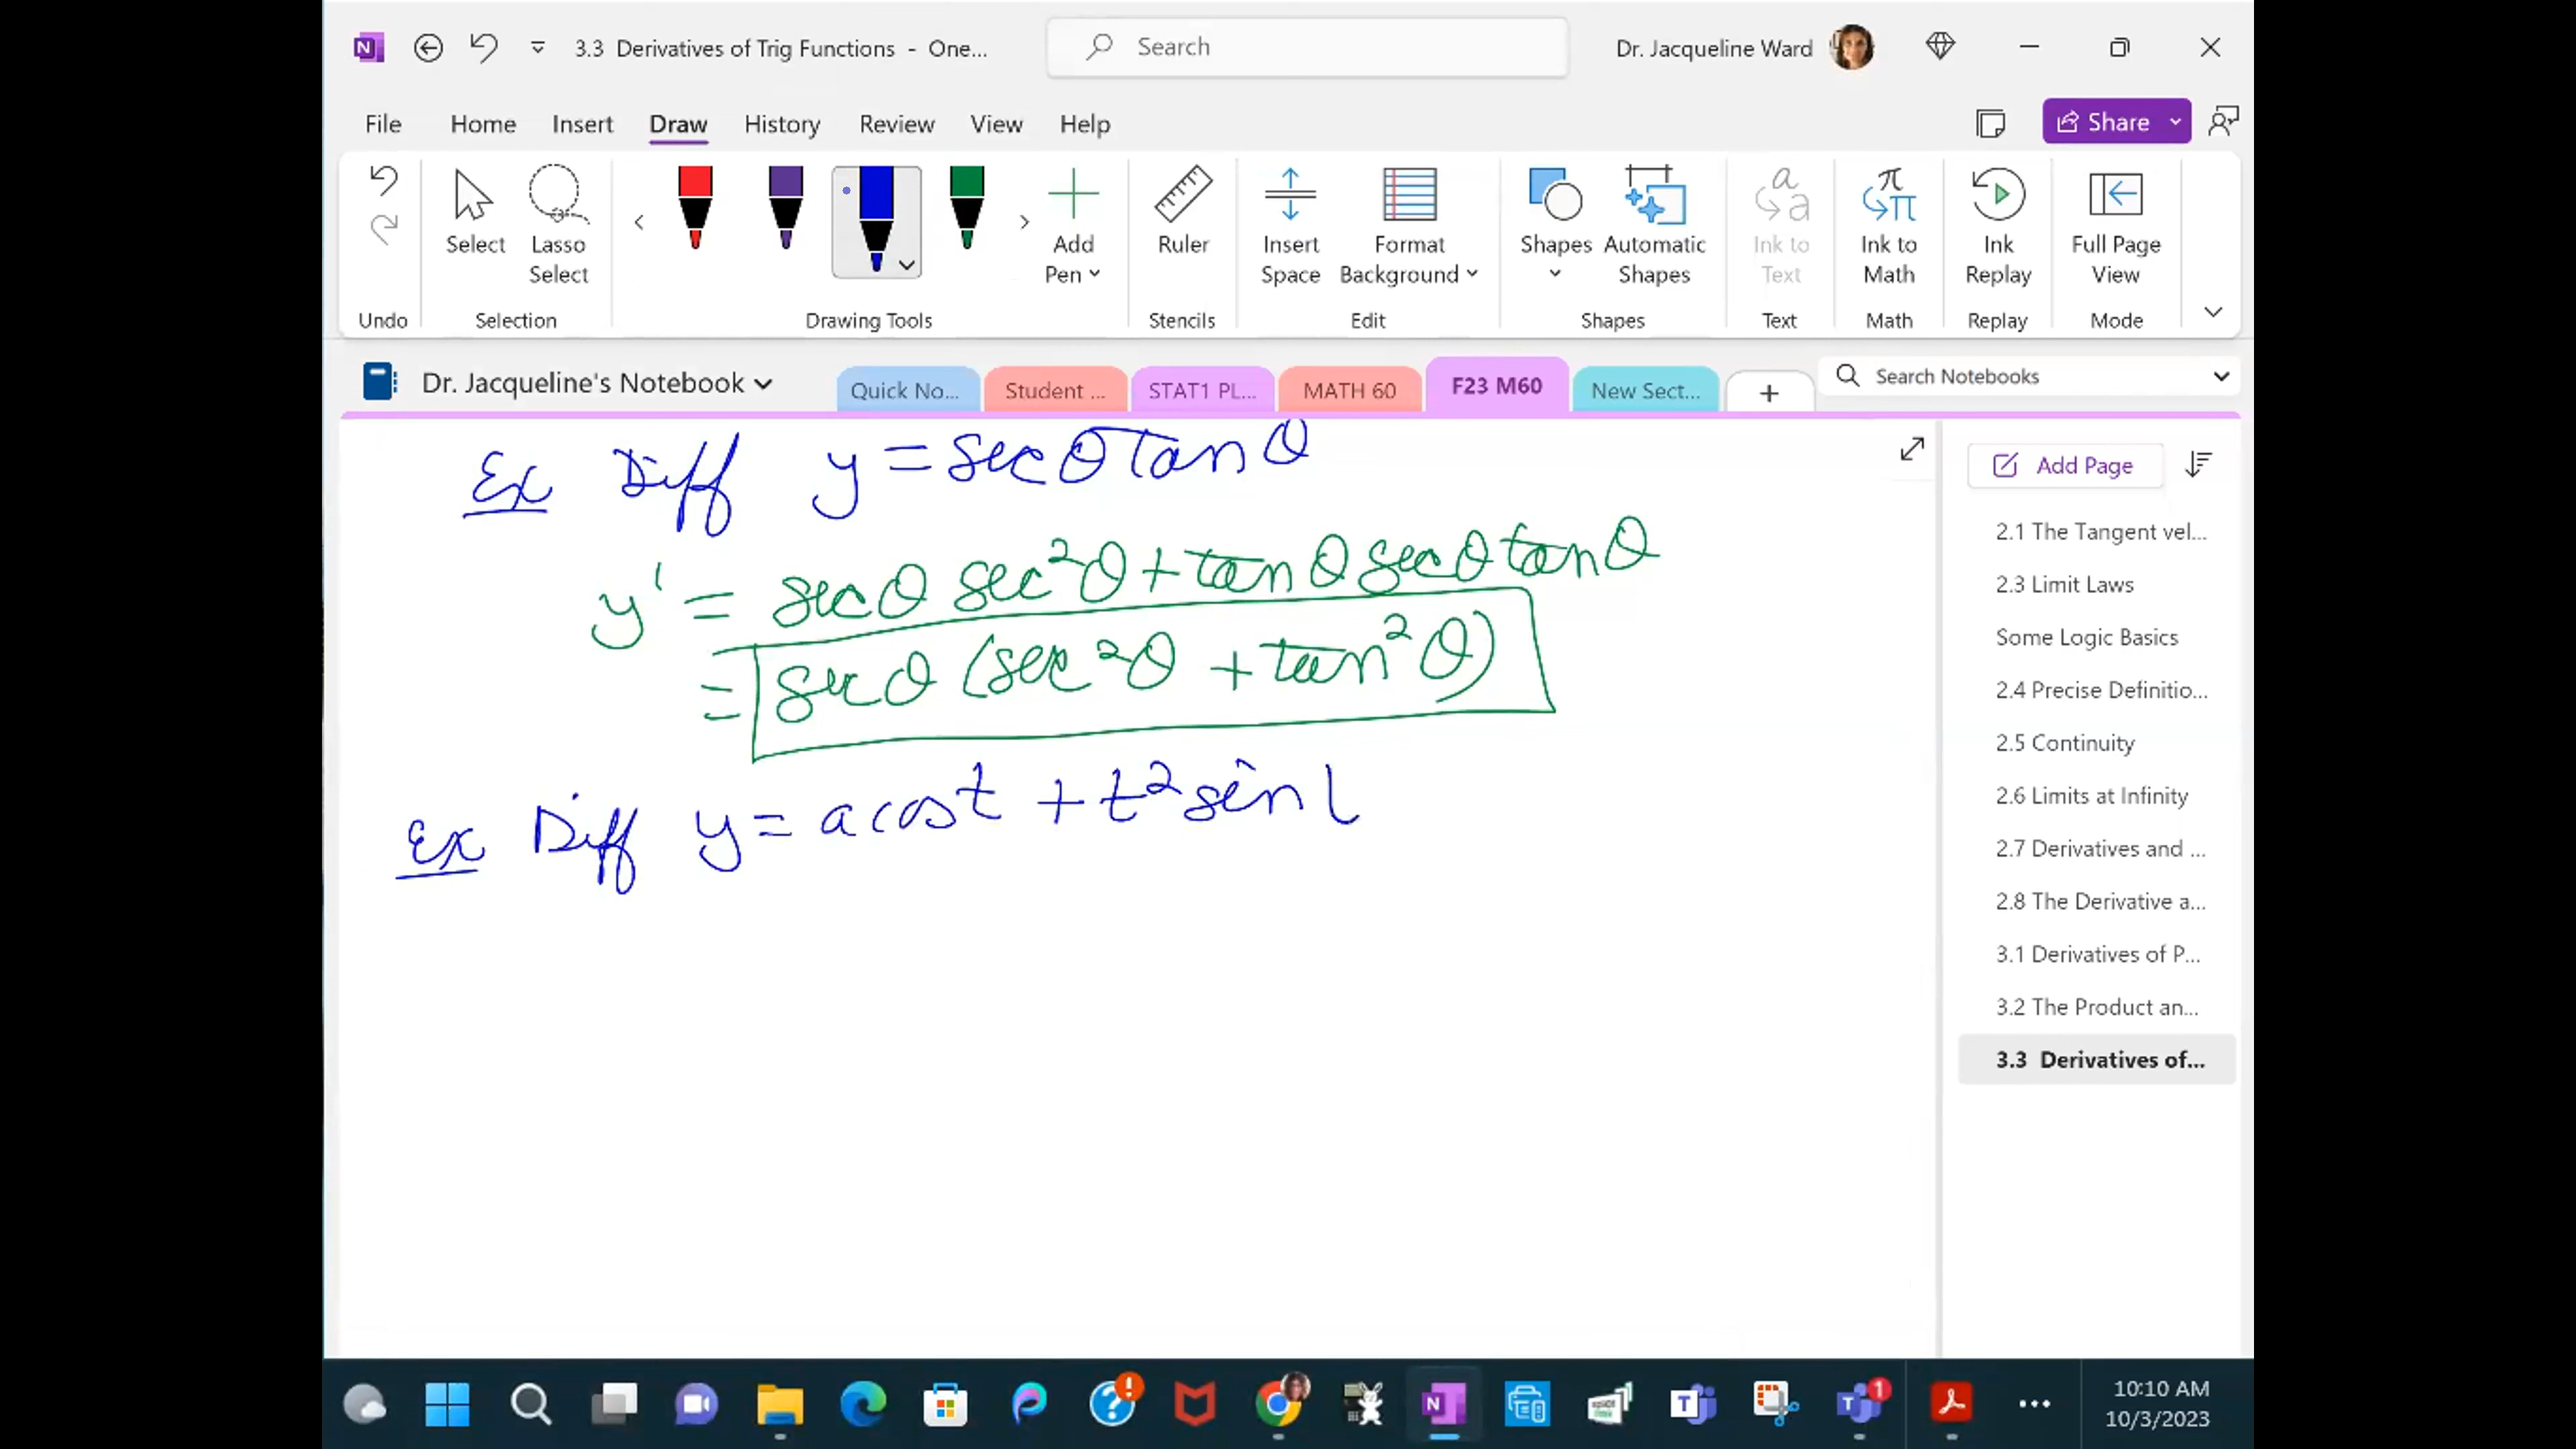 3.3 Derivatives of Trig Functions - One...
Search
Dr. Jacqueline Ward
File Home Insert Draw History Review View Help
Share
Select
Lasso Select
Add Pen
Ruler
Insert Space
Format Background
Shapes
Automatic Shapes
Ink to Text
Ink to Math
Ink Replay
Full Page View
Undo Selection Drawing Tools Stencils Edit Shapes Text Math Replay Mode
Dr. Jacqueline's Notebook
Quick No... Student ... STAT1 PL... MATH 60 F23 M60 New Sect... +
Search Notebooks
Ex Diff y = secθ tan θ
y' = secθ sec²θ + tan θ secθ tan θ
= secθ (sec²θ + tan²θ)
Ex Diff y = a cos t + t² sin
Add Page
2.1 The Tangent vel...
2.3 Limit Laws
Some Logic Basics
2.4 Precise Definitio...
2.5 Continuity
2.6 Limits at Infinity
2.7 Derivatives and ...
2.8 The Derivative a...
3.1 Derivatives of P...
3.2 The Product an...
3.3 Derivatives of...
10:10 AM
10/3/2023